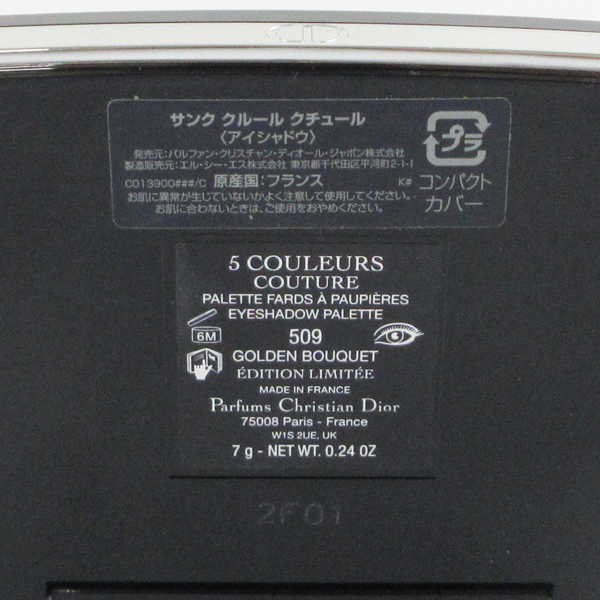 サンク クルール クチュール
〈アイシャドウ〉
発売元：パルファン・クリスチャン・ディオール・ジャポン株式会社
製造販売元：エル・シー・エス株式会社 東京都千代田区平河町2-1-1
C013900###/C 原産国：フランス K#
お肌に異常が生じていないかよく注意して使用してください。
お肌に合わないときは、ご使用をおやめください。
プラ
コンパクト
カバー
5 COULEURS
COUTURE
PALETTE FARDS À PAUPIÈRES
EYESHADOW PALETTE
6M 509
GOLDEN BOUQUET
ÉDITION LIMITÉE
MADE IN FRANCE
Parfums Christian Dior
75008 Paris - France
W1S 2UE, UK
7 g - NET WT. 0.24 OZ
2F01